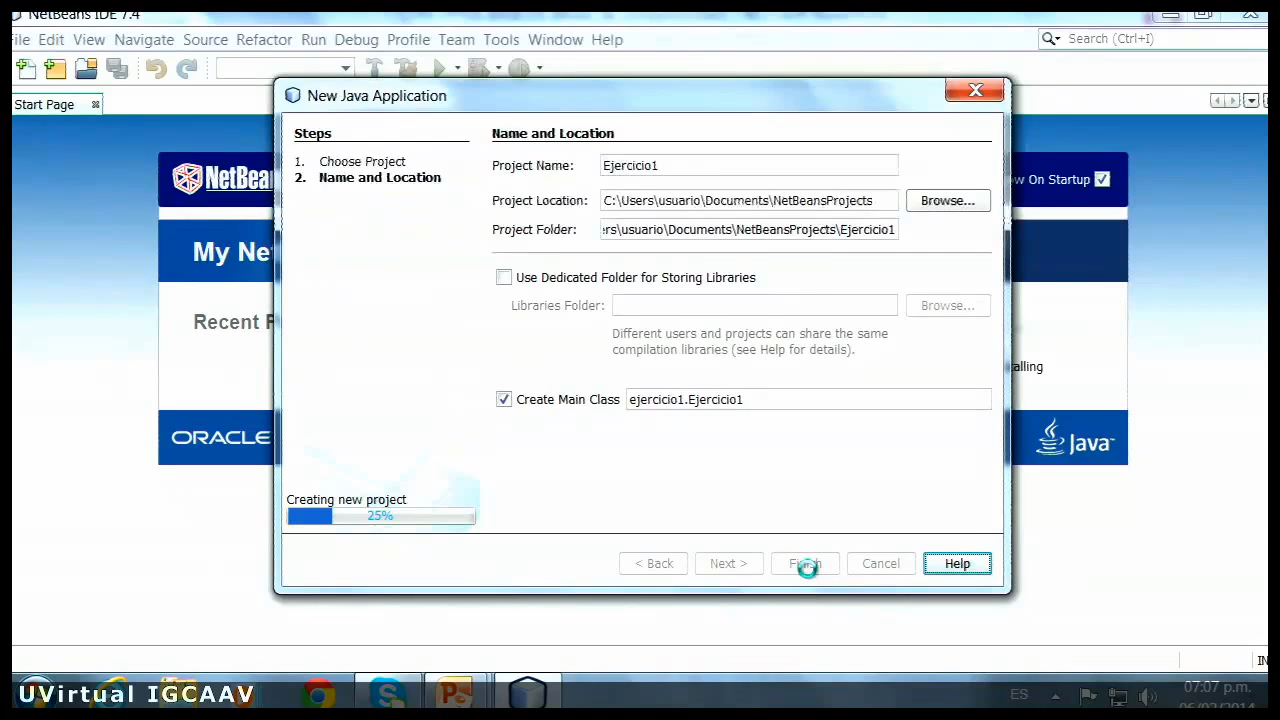 NetBeans IDE 7.4
File Edit View Navigate Source Refactor Run Debug Profile Team Tools Window Help
Search (Ctrl+I)
Start Page
New Java Application
Steps
1. Choose Project
2. Name and Location
Name and Location
Project Name: Ejercicio1
Project Location: C:\Users\usuario\Documents\NetBeansProjects Browse...
Project Folder: ers\usuario\Documents\NetBeansProjects\Ejercicio1
Use Dedicated Folder for Storing Libraries
Libraries Folder: Browse...
Different users and projects can share the same
compilation libraries (see Help for details).
Create Main Class ejercicio1.Ejercicio1
Creating new project
25%
< Back Next > Finish Cancel Help
NetBea
My Ne
On Startup
ORACLE
Java
UVirtual IGCAAV
ES
07:07 p.m.
06/02/2014